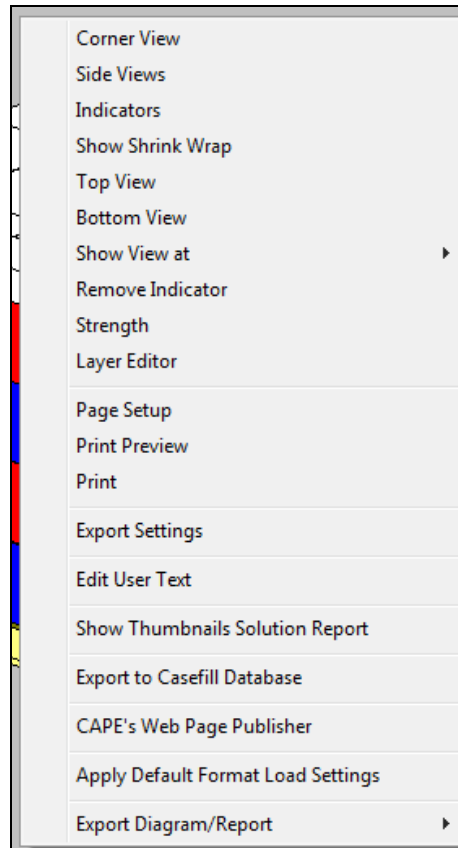 Corner View
Side Views
Indicators
Show Shrink Wrap
Top View
Bottom View
Show View at
Remove Indicator
Strength
Layer Editor
Page Setup
Print Preview
Print
Export Settings
Edit User Text
Show Thumbnails Solution Report
Export to Casefill Database
CAPE's Web Page Publisher
Apply Default Format Load Settings
Export Diagram/Report